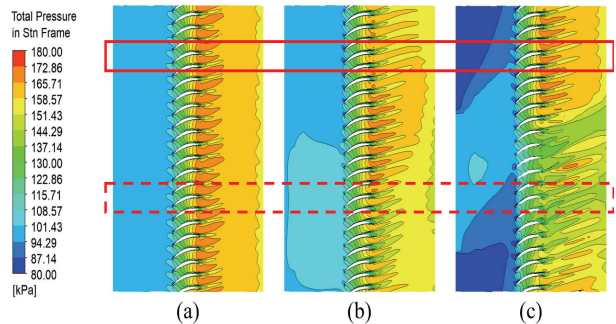 Total Pressure
in Stn Frame
180.00
172.86
165.71
158.57
151.43
144.29
137.14
130.00
122.86
115.71
108.57
101.43
94.29
87.14
80.00
[kPa]
(a)
(b)
(c)